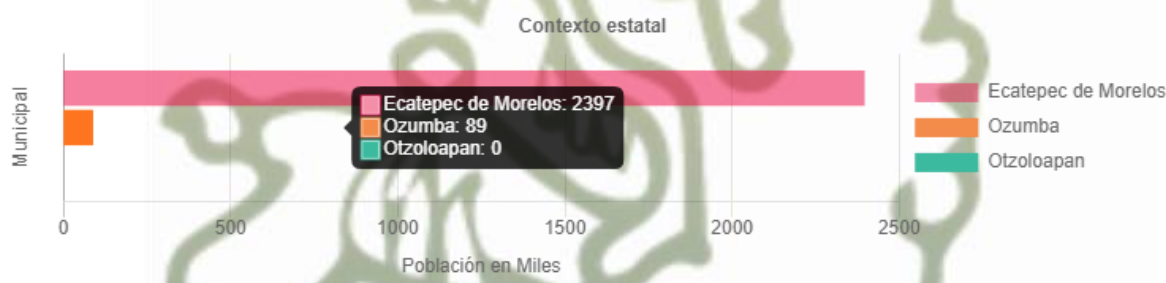 Contexto estatal
Municipal
Ecatepec de Morelos: 2397
Ozumba: 89
Otzoloapan: 0
Ecatepec de Morelos
Ozumba
Otzoloapan
0 500 1000 1500 2000 2500
Población en Miles